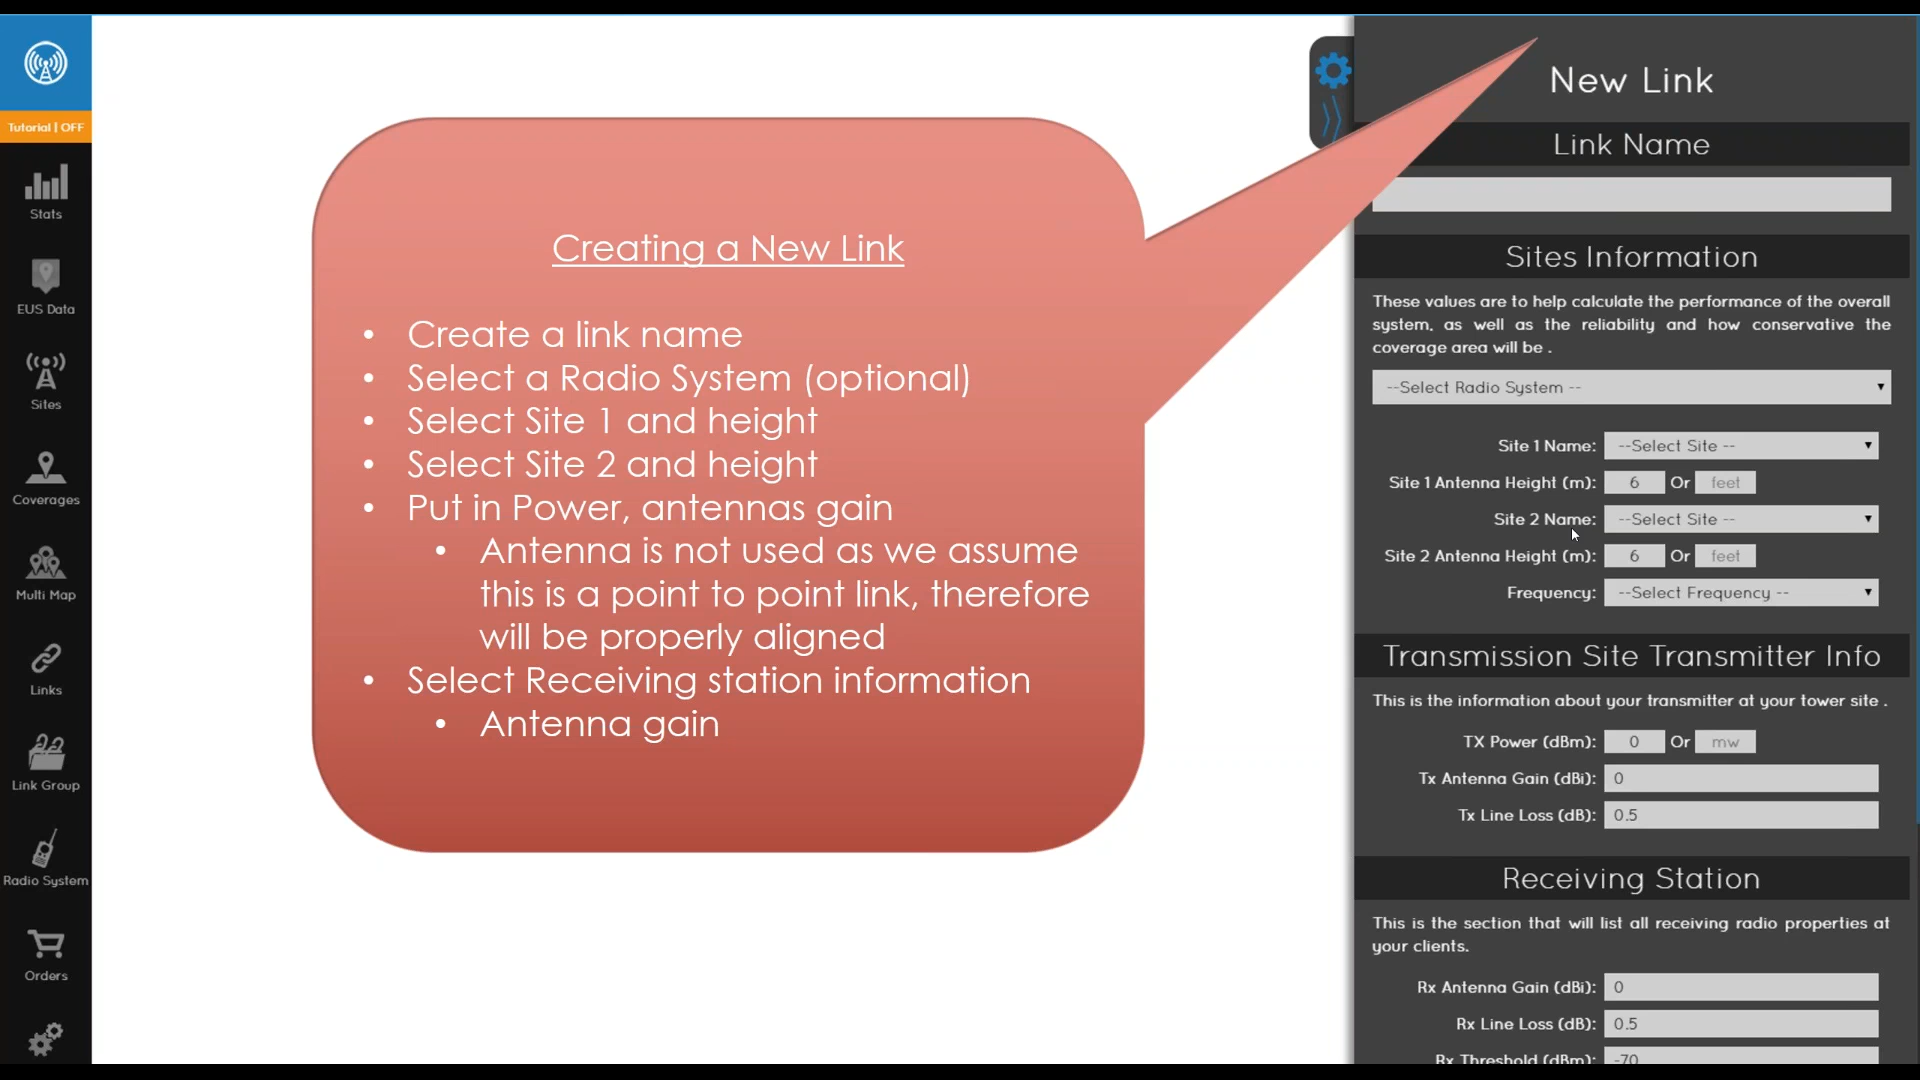 Tutorial | OFF
Stats
EUS Data
Sites
Coverages
Multi Map
Links
Link Group
Radio System
Orders
Creating a New Link
• Create a link name
• Select a Radio System (optional)
• Select Site 1 and height
• Select Site 2 and height
• Put in Power, antennas gain
• Antenna is not used as we assume
this is a point to point link, therefore
will be properly aligned
• Select Receiving station information
• Antenna gain
New Link
Link Name
Sites Information
These values are to help calculate the performance of the overall
system, as well as the reliability and how conservative the
coverage area will be .
--Select Radio System --
Site 1 Name: --Select Site --
Site 1 Antenna Height (m): 6 Or feet
Site 2 Name: --Select Site --
Site 2 Antenna Height (m): 6 Or feet
Frequency: --Select Frequency --
Transmission Site Transmitter Info
This is the information about your transmitter at your tower site .
TX Power (dBm): 0 Or mw
Tx Antenna Gain (dBi): 0
Tx Line Loss (dB): 0.5
Receiving Station
This is the section that will list all receiving radio properties at
your clients.
Rx Antenna Gain (dBi): 0
Rx Line Loss (dB): 0.5
Rx Threshold (dBm): -70